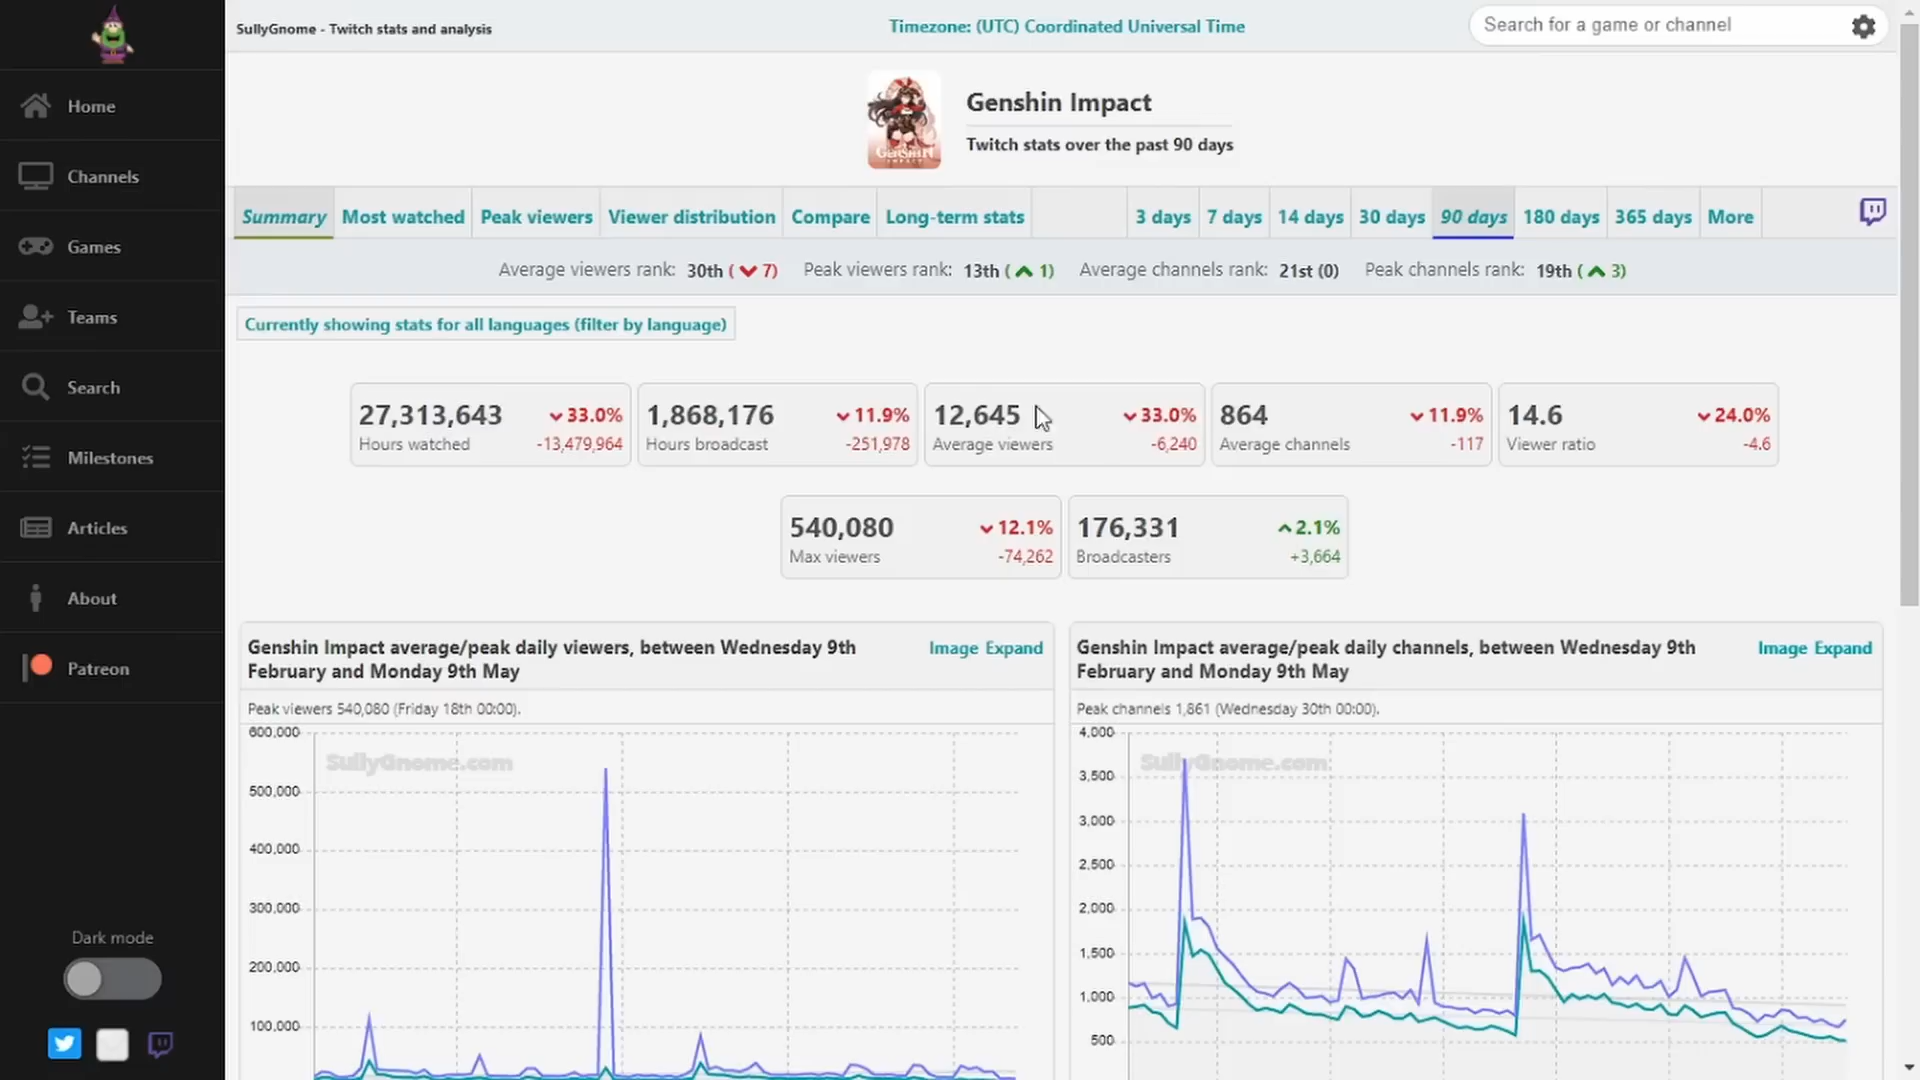 SullyGnome - Twitch stats and analysis
Timezone: (UTC) Coordinated Universal Time
Search for a game or channel
Home
Channels
Games
Teams
Search
Milestones
Articles
About
Patreon
Dark mode
GENSHIN
IMPACT
Genshin Impact
Twitch stats over the past 90 days
Summary Most watched Peak viewers Viewer distribution Compare Long-term stats 3 days 7 days 14 days 30 days 90 days 180 days 365 days More
Average viewers rank: 30th ( 7) Peak viewers rank: 13th ( 1) Average channels rank: 21st (0) Peak channels rank: 19th ( 3)
Currently showing stats for all languages (filter by language)
27,313,643 33.0%
Hours watched -13,479,964
1,868,176 11.9%
Hours broadcast -251,978
12,645 33.0%
Average viewers -6,240
864 11.9%
Average channels -117
14.6 24.0%
Viewer ratio -4.6
540,080 12.1%
Max viewers -74,262
176,331 2.1%
Broadcasters +3,664
Genshin Impact average/peak daily viewers, between Wednesday 9th
February and Monday 9th May
Image Expand
Peak viewers 540,080 (Friday 18th 00:00).
SullyGnome.com
600,000
500,000
400,000
300,000
200,000
100,000
Genshin Impact average/peak daily channels, between Wednesday 9th
February and Monday 9th May
Image Expand
Peak channels 1,861 (Wednesday 30th 00:00).
SullyGnome.com
4,000
3,500
3,000
2,500
2,000
1,500
1,000
500